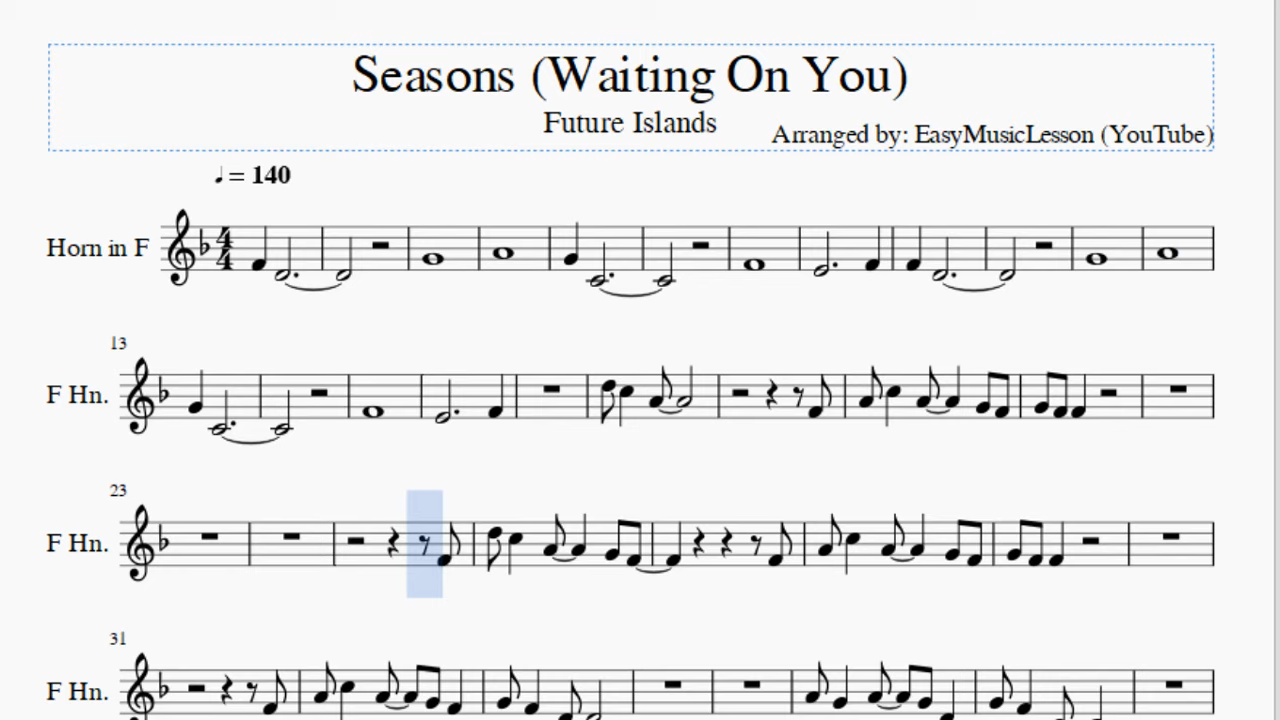 Seasons (Waiting On You)
Future Islands
Arranged by: EasyMusicLesson (YouTube)
♩ = 140
Horn in F
13
F Hn.
23
F Hn.
31
F Hn.